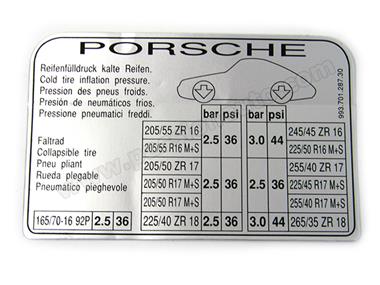 PORSCHE
Reifenfülldruck kalte Reifen.
Cold tire inflation pressure.
Pression des pneus froids.
Presión de neumáticos frios.
Pressione pneumatici freddi.
993.701.287.30
bar psi bar psi
Faltrad
Collapsible tire
Pneu pliant
Rueda plegable
Pneumatico pieghevole
205/55 ZR 16 2.5 36 3.0 44 245/45 ZR 16
205/55 R16 M+S 225/50 R16 M+S
205/50 ZR 17 2.5 36 2.5 36 255/40 ZR 17
205/50 R17 M+S 225/45 R17 M+S
205/50 R17 M+S 255/40 R17 M+S
165/70-16 92P 2.5 36 225/40 ZR 18 2.5 36 3.0 44 265/35 ZR 18